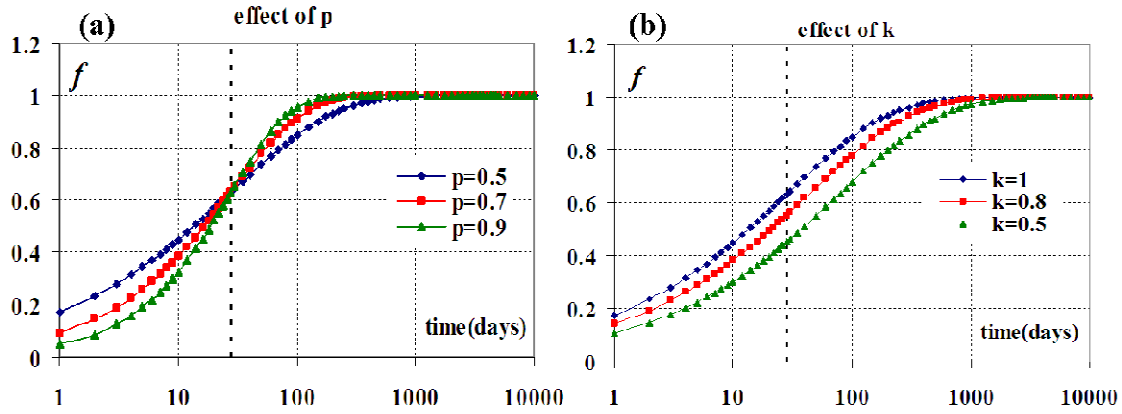 (a) effect of p
1.2
f
1
0.8
0.6
0.4
0.2
0
p=0.5
p=0.7
p=0.9
time(days)
1 10 100 1000 10000
(b) effect of k
1.2
f
1
0.8
0.6
0.4
0.2
0
k=1
k=0.8
k=0.5
time(days)
1 10 100 1000 10000